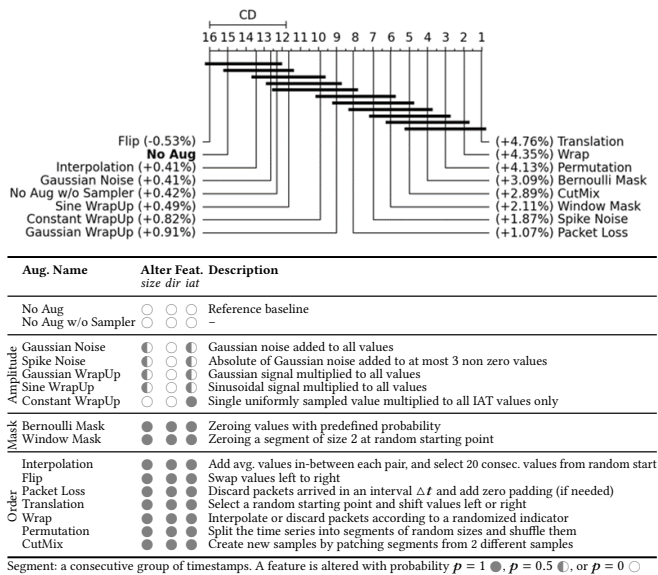 CD
16 15 14 13 12 11 10 9 8 7 6 5 4 3 2 1
Flip (-0.53%) (+4.76%) Translation
No Aug (+4.35%) Wrap
Interpolation (+0.41%) (+4.13%) Permutation
Gaussian Noise (+0.41%) (+3.09%) Bernoulli Mask
No Aug w/o Sampler (+0.42%) (+2.89%) CutMix
Sine WrapUp (+0.49%) (+2.11%) Window Mask
Constant WrapUp (+0.82%) (+1.87%) Spike Noise
Gaussian WrapUp (+0.91%) (+1.07%) Packet Loss
Aug. Name Alter Feat. Description
size dir iat
No Aug ○ ○ ○ Reference baseline
No Aug w/o Sampler ○ ○ ○ –
Amplitude
Gaussian Noise ◐ ○ ◐ Gaussian noise added to all values
Spike Noise ◐ ○ ◐ Absolute of Gaussian noise added to at most 3 non zero values
Gaussian WrapUp ◐ ○ ◐ Gaussian signal multiplied to all values
Sine WrapUp ◐ ○ ◐ Sinusoidal signal multiplied to all values
Constant WrapUp ○ ○ ● Single uniformly sampled value multiplied to all IAT values only
Mask
Bernoulli Mask ● ● ● Zeroing values with predefined probability
Window Mask ● ● ● Zeroing a segment of size 2 at random starting point
Order
Interpolation ● ● ● Add avg. values in-between each pair, and select 20 consec. values from random start
Flip ● ● ● Swap values left to right
Packet Loss ● ● ● Discard packets arrived in an interval △t and add zero padding (if needed)
Translation ● ● ● Select a random starting point and shift values left or right
Wrap ● ● ● Interpolate or discard packets according to a randomized indicator
Permutation ● ● ● Split the time series into segments of random sizes and shuffle them
CutMix ● ● ● Create new samples by patching segments from 2 different samples
Segment: a consecutive group of timestamps. A feature is altered with probability p = 1 ●, p = 0.5 ◐, or p = 0 ○